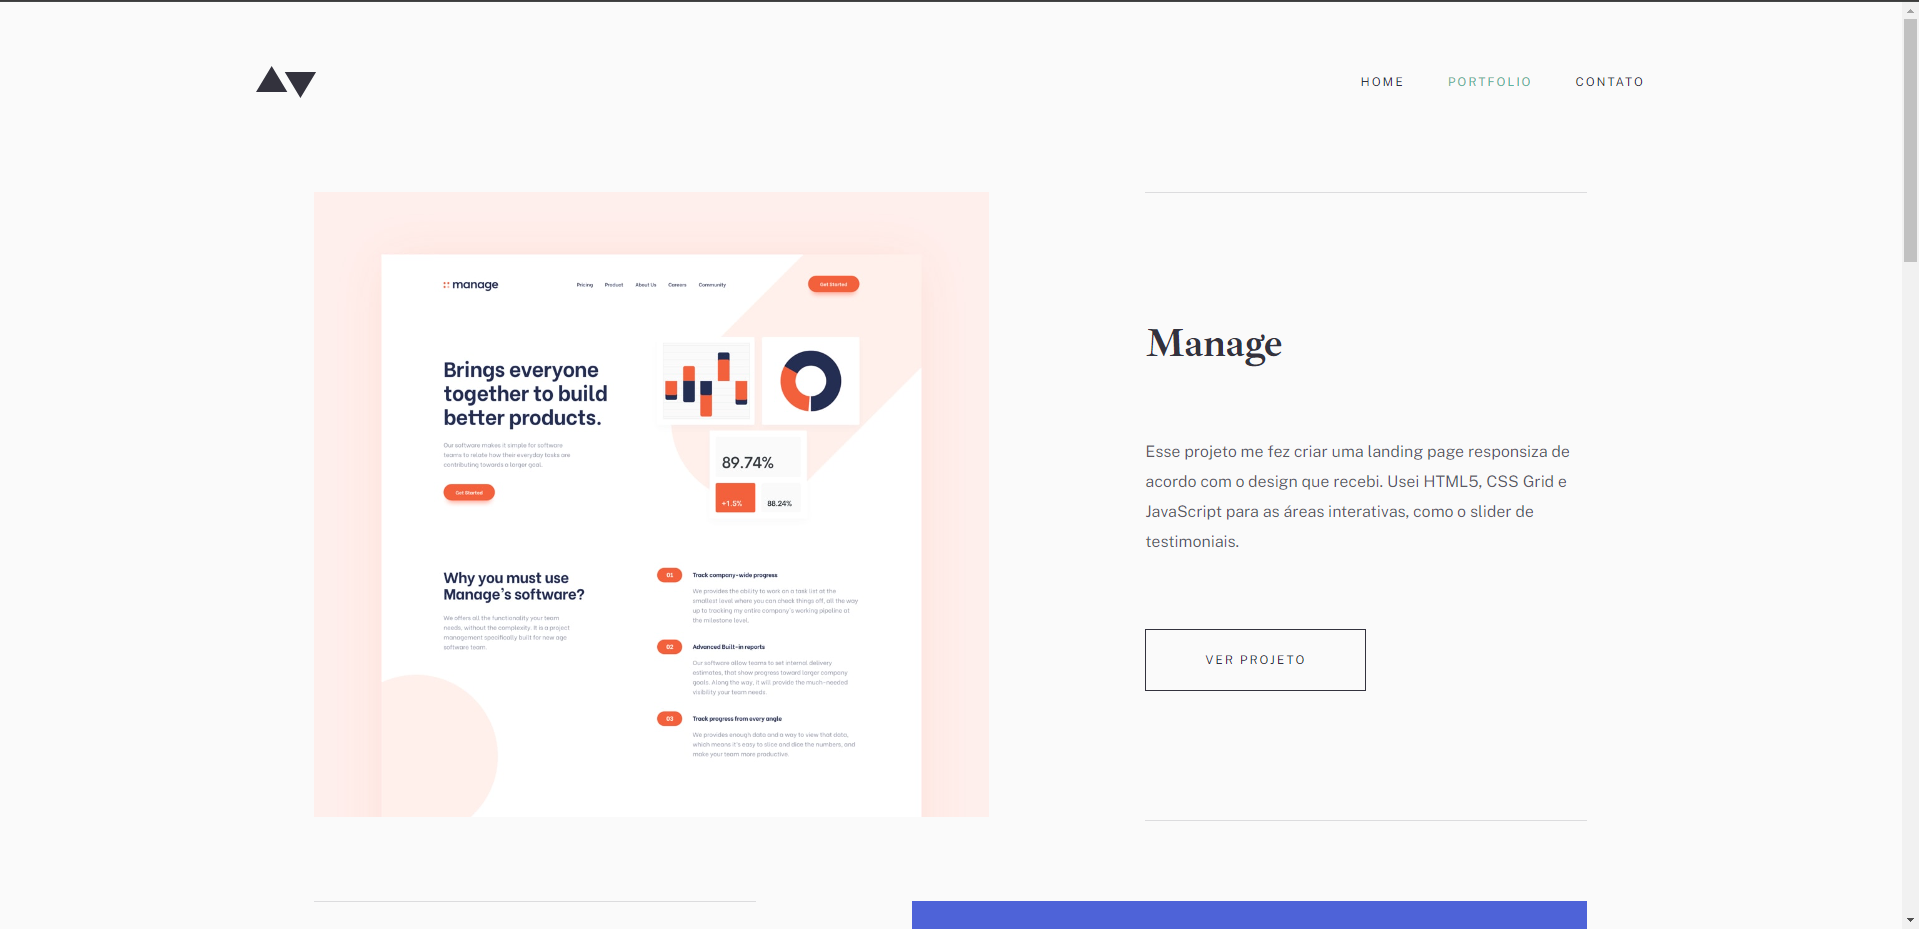 HOME PORTFOLIO CONTATO
manage
Pricing Product About Us Careers Community
Get Started
Brings everyone
together to build
better products.
Our software makes it simple for software
teams to relate how their everyday tasks are
contributing towards a larger goal.
Get Started
89.74%
+1.5% 88.24%
Why you must use
Manage's software?
We offers all the functionality your team
needs, without the complexity. It is a project
management specifically built for new age
software team.
01 Track company-wide progress
We provides the ability to work on a task list at the
smallest level where you can check things off, all the way
up to tracking my entire company's working pipeline at
the milestone level.
02 Advanced Built-in reports
Our software allow teams to set internal delivery
estimates, that show progress toward larger company
goals. Along the way, it will provide the much-needed
visibility your team needs.
03 Track progress from every angle
We provides enough data and a way to view that data,
which means it's easy to slice and dice the numbers, and
make your team more productive.
Manage
Esse projeto me fez criar uma landing page responsiza de
acordo com o design que recebi. Usei HTML5, CSS Grid e
JavaScript para as áreas interativas, como o slider de
testimoniais.
VER PROJETO